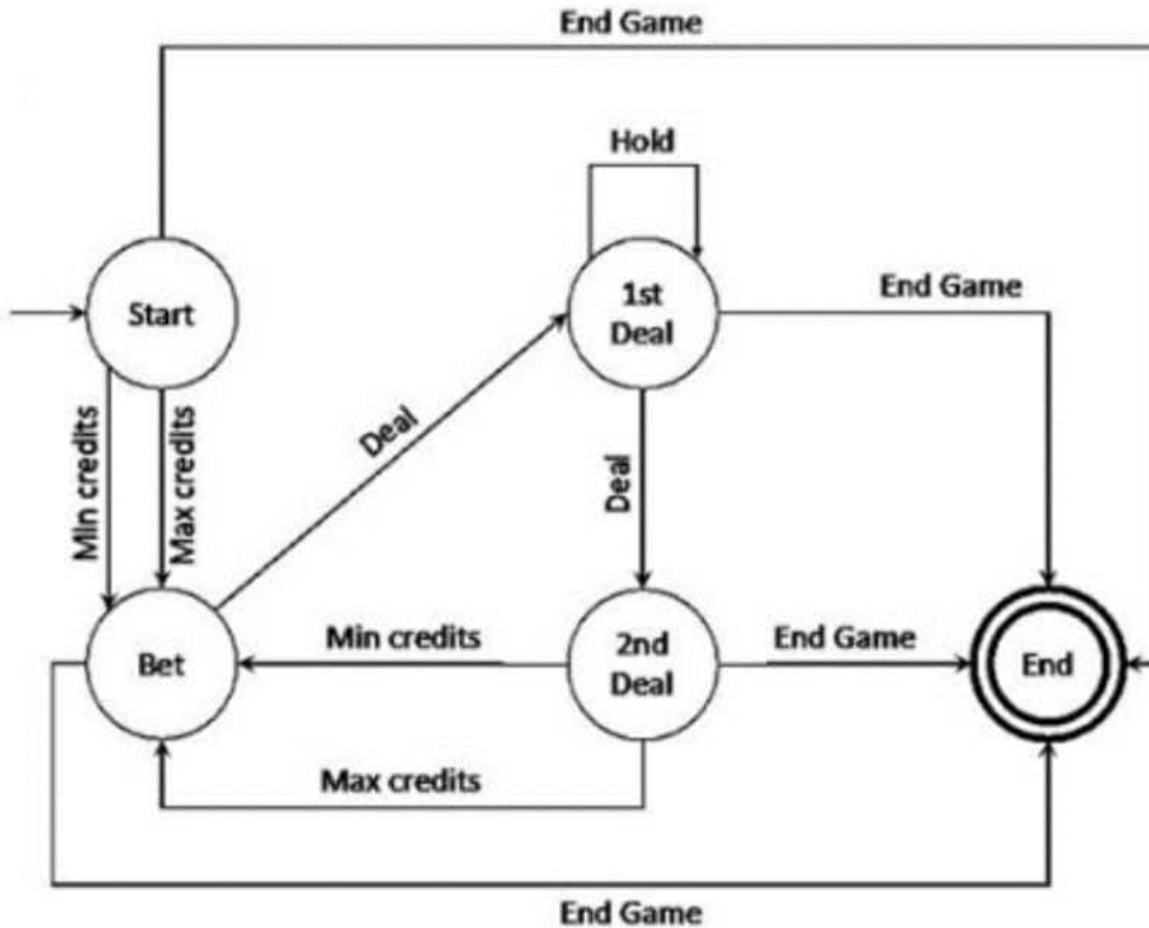 End Game
Hold
Start
1st
Deal
End Game
Min credits
Max credits
Deal
Deal
Bet
Min credits
2nd
Deal
End Game
End
Max credits
End Game